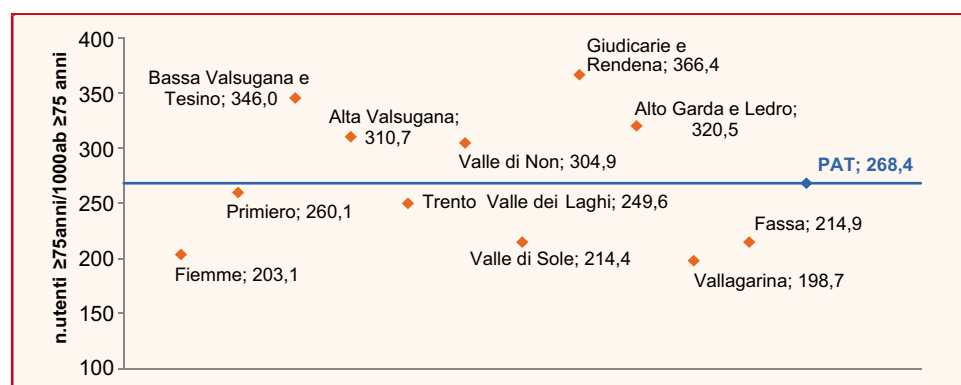 n.utenti ≥75anni/1000ab ≥75 anni
400
350
300
250
200
150
100
Giudicarie e
Rendena; 366,4
Bassa Valsugana e
Tesino; 346,0
Alta Valsugana;
310,7
Alto Garda e Ledro;
320,5
Valle di Non; 304,9
PAT; 268,4
Primiero; 260,1
Trento Valle dei Laghi; 249,6
Fassa; 214,9
Fiemme; 203,1
Valle di Sole; 214,4
Vallagarina; 198,7